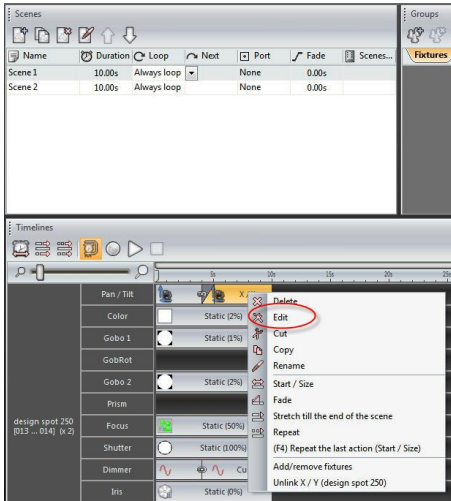 Scenes
Groups
Name Duration Loop Next Port Fade Scenes...
Fixtures
Scene 1 10.00s Always loop None 0.00s
Scene 2 10.00s Always loop None 0.00s
Timelines
5s 10s 15s 20s 25s
Pan / Tilt X /
Color Static (2%)
Gobo 1 Static (1%)
GobRot
Gobo 2 Static (2%)
Prism
design spot 250
[013 ... 014] (x 2)
Focus Static (50%)
Shutter Static (100%)
Dimmer Cu
Iris Static (0%)
Delete
Edit
Cut
Copy
Rename
Start / Size
Fade
Stretch till the end of the scene
Repeat
(F4) Repeat the last action (Start / Size)
Add/remove fixtures
Unlink X / Y (design spot 250)